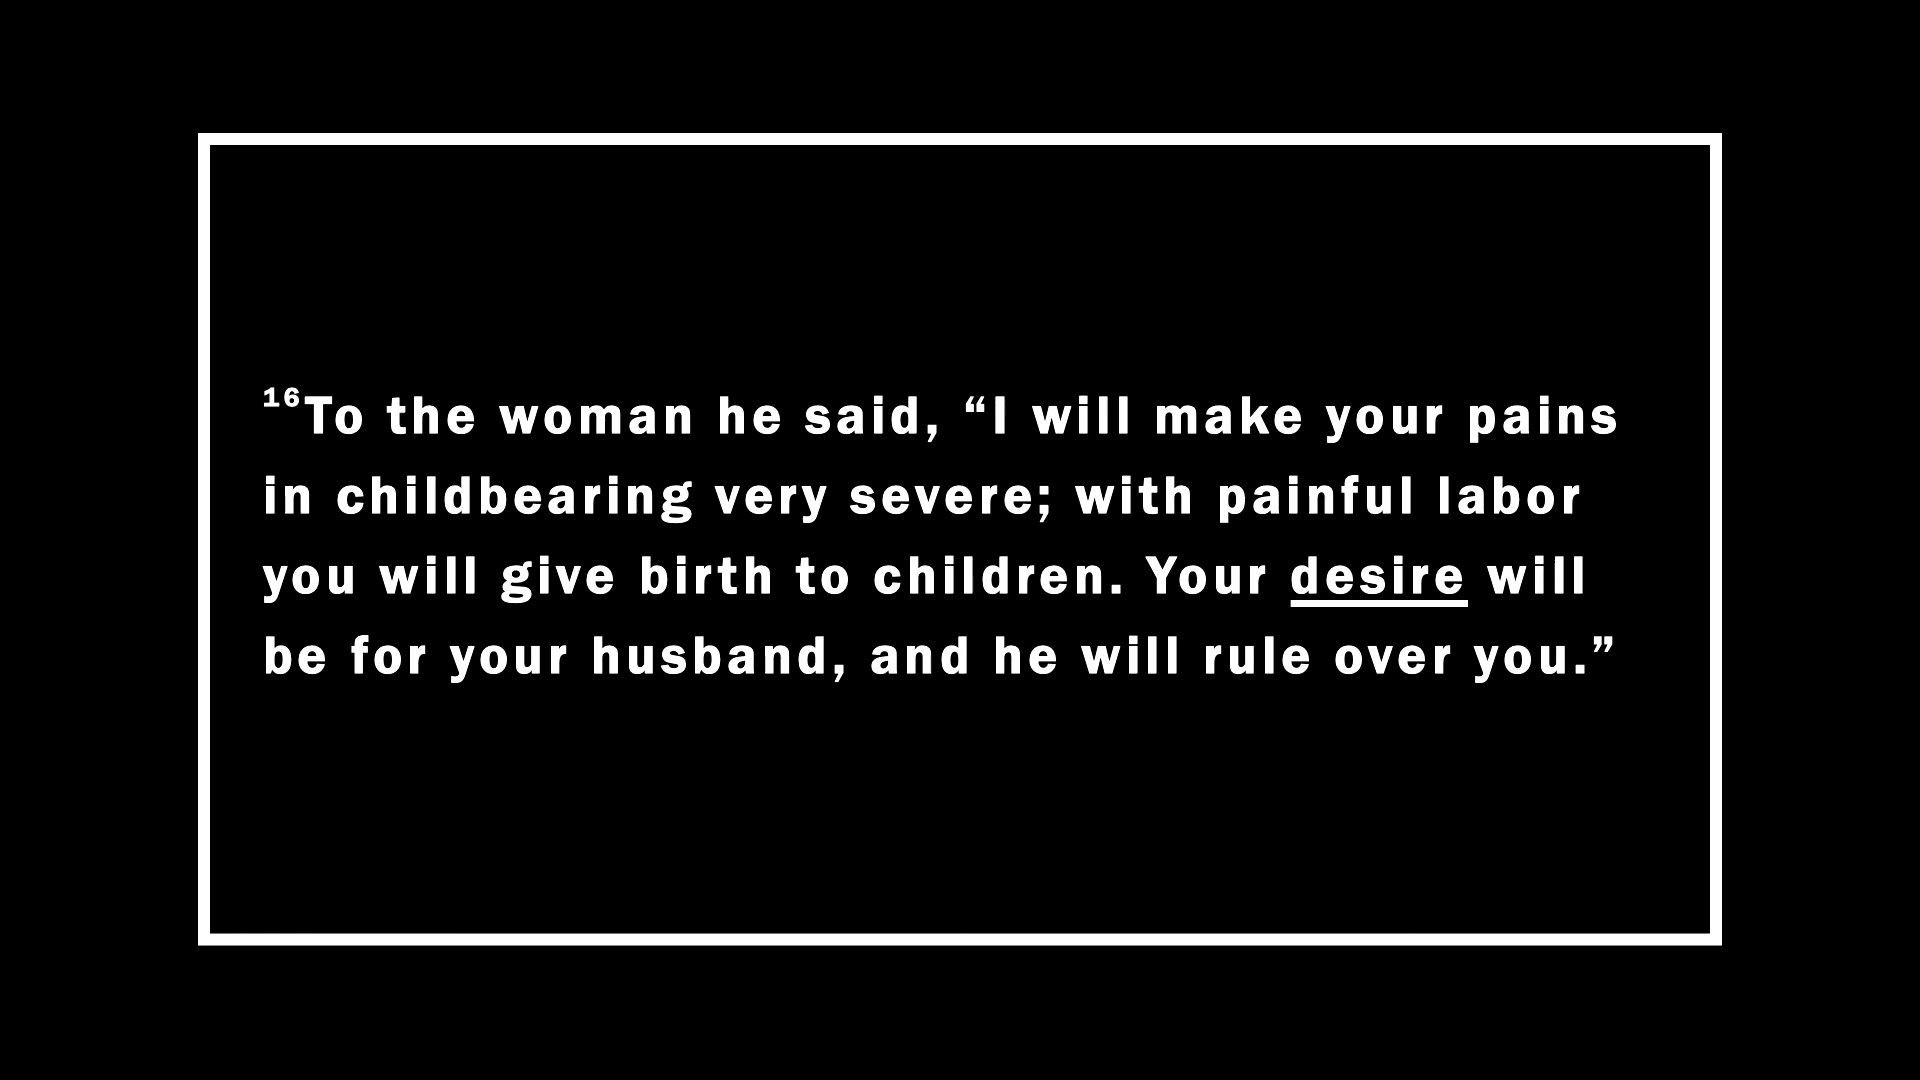 ¹⁶To the woman he said, “I will make your pains
in childbearing very severe; with painful labor
you will give birth to children. Your desire will
be for your husband, and he will rule over you.”